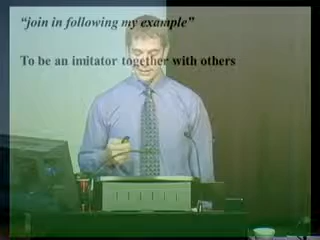 “join in following my example”
To be an imitator together with others